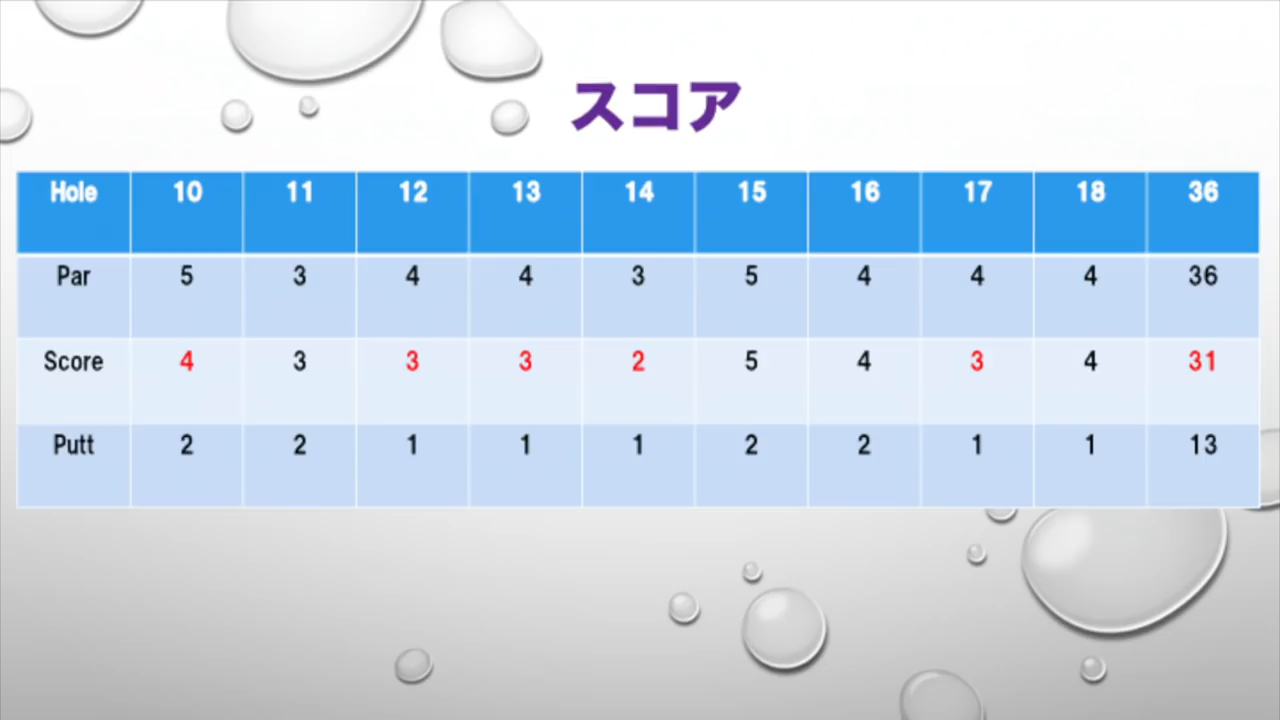 スコア
Hole 10 11 12 13 14 15 16 17 18 36
Par 5 3 4 4 3 5 4 4 4 36
Score 4 3 3 3 2 5 4 3 4 31
Putt 2 2 1 1 1 2 2 1 1 13